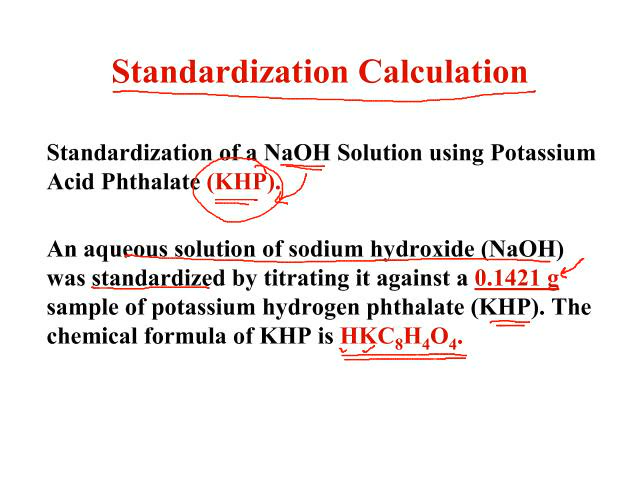 Standardization Calculation
Standardization of a NaOH Solution using Potassium
Acid Phthalate (KHP).
An aqueous solution of sodium hydroxide (NaOH)
was standardized by titrating it against a 0.1421 g
sample of potassium hydrogen phthalate (KHP). The
chemical formula of KHP is HKC₈H₄O₄.